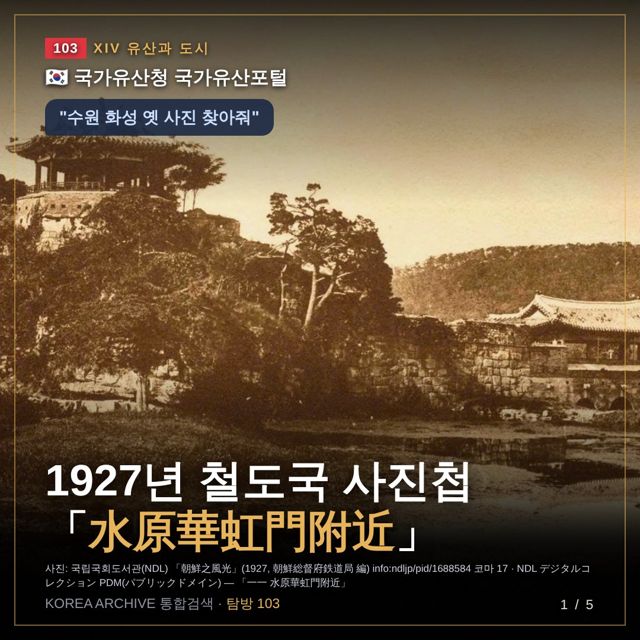 103 XIV 유산과 도시
🇰🇷 국가유산청 국가유산포털
"수원 화성 옛 사진 찾아줘"
1927년 철도국 사진첩
「水原華虹門附近」
사진: 국립국회도서관(NDL) 「朝鮮之風光」(1927, 朝鮮総督府鉄道局 編) info:ndljp/pid/1688584 코마 17 · NDL デジタルコ
レクション PDM(パブリックドメイン) — 「一一 水原華虹門附近」
KOREA ARCHIVE 통합검색 · 탐방 103
1 / 5